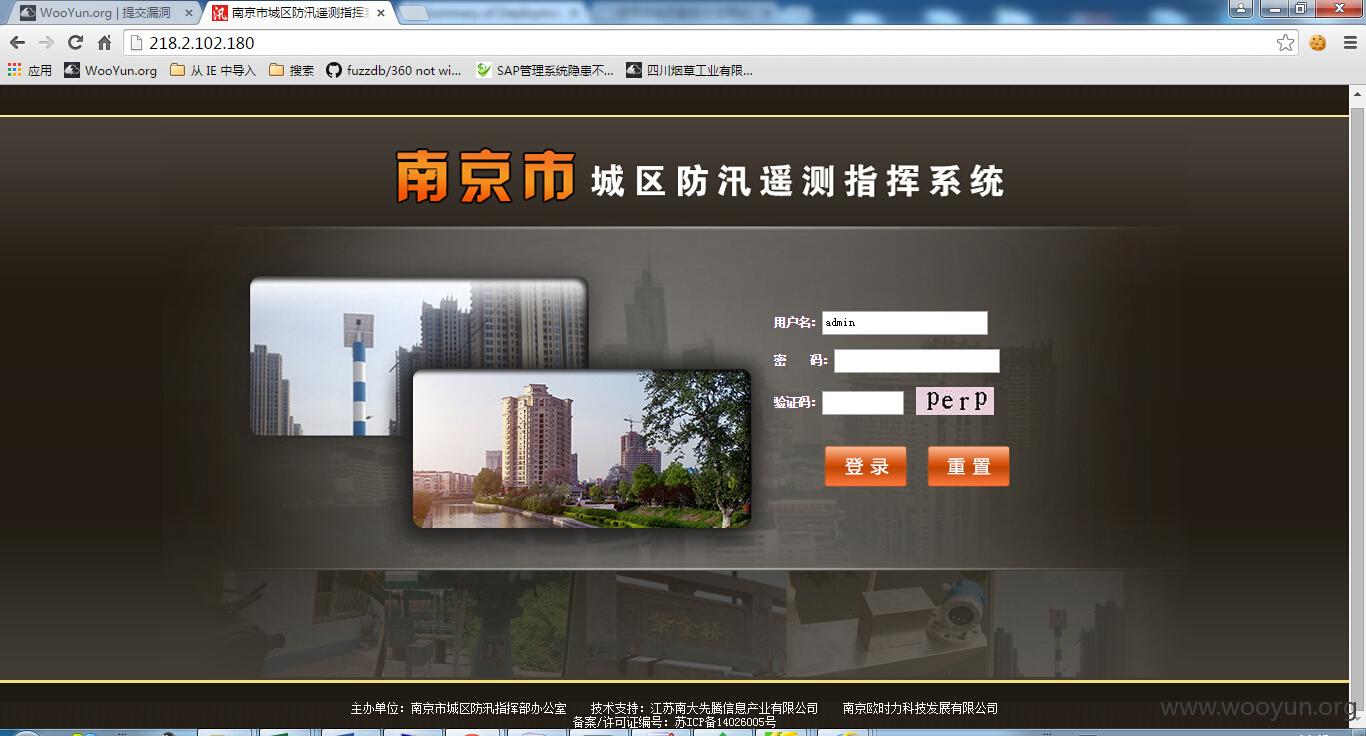 WooYun.org | 提交漏洞
南京市城区防汛遥测指挥
218.2.102.180
应用 WooYun.org 从 IE 中导入 搜索 fuzzdb/360 not wi... SAP管理系统隐患不... 四川烟草工业有限...
南京市 城区防汛遥测指挥系统
用户名: admin
密 码:
验证码: perp
登录 重置
紫金桥
主办单位: 南京市城区防汛指挥部办公室 技术支持: 江苏南大先腾信息产业有限公司 南京欧时力科技发展有限公司
备案/许可证编号: 苏ICP备14026005号
www.wooyun.org